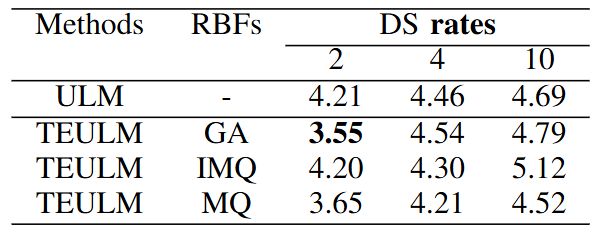 Methods RBFs DS rates
2 4 10
ULM - 4.21 4.46 4.69
TEULM GA 3.55 4.54 4.79
TEULM IMQ 4.20 4.30 5.12
TEULM MQ 3.65 4.21 4.52